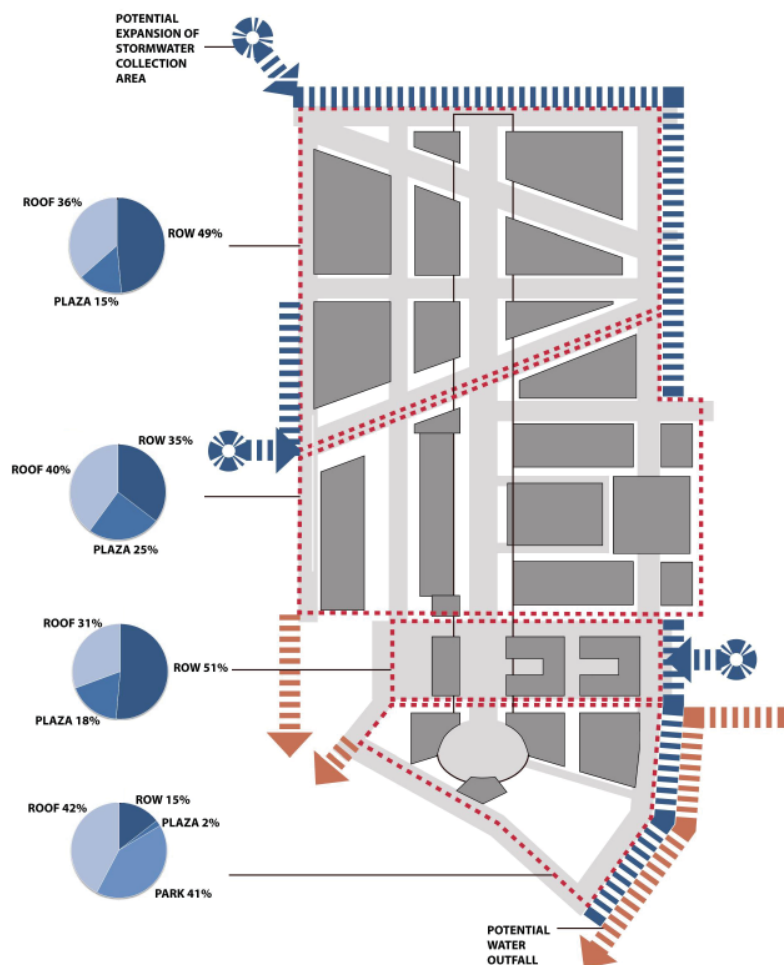 POTENTIAL
EXPANSION OF
STORMWATER
COLLECTION
AREA
ROOF 36%
ROW 49%
PLAZA 15%
ROW 35%
ROOF 40%
PLAZA 25%
ROOF 31%
ROW 51%
PLAZA 18%
ROOF 42%
ROW 15%
PLAZA 2%
PARK 41%
POTENTIAL
WATER
OUTFALL